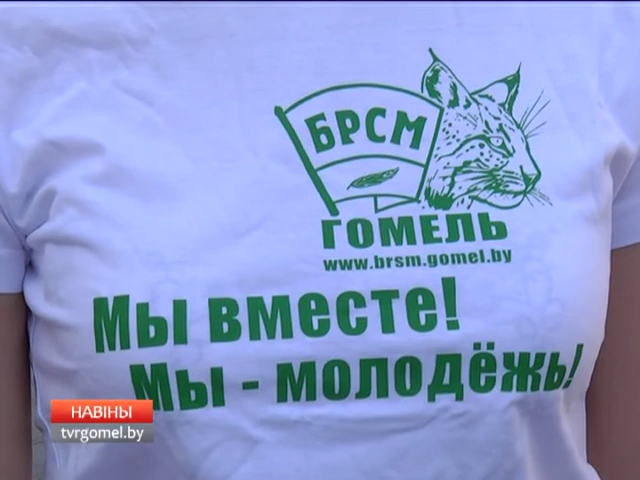 БРСМ
ГОМЕЛЬ
www.brsm.gomel.by
Мы вместе!
Мы - молодёжь!
НАВІНЫ
tvrgomel.by